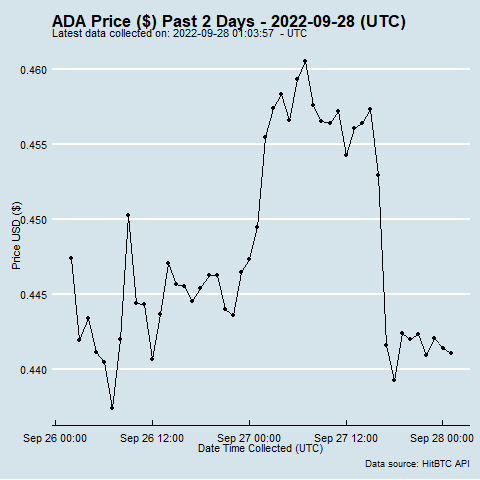 ADA Price ($) Past 2 Days - 2022-09-28 (UTC)
Latest data collected on: 2022-09-28 01:03:57 - UTC
0.460
0.455
0.450
0.445
0.440
Price USD ($)
Sep 26 00:00 Sep 26 12:00 Sep 27 00:00 Sep 27 12:00 Sep 28 00:00
Date Time Collected (UTC)
Data source: HitBTC API